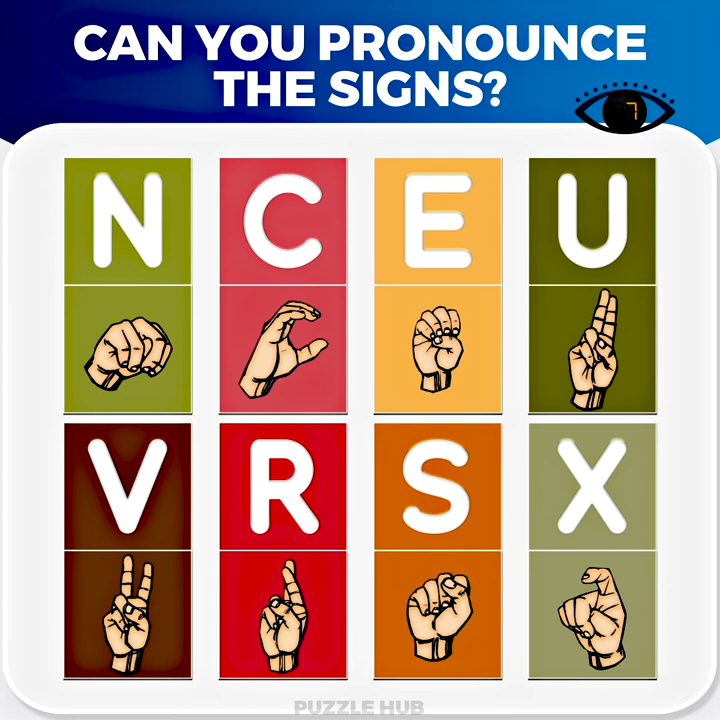 CAN YOU PRONOUNCE
THE SIGNS?
N C E U
V R S X
PUZZLE HUB